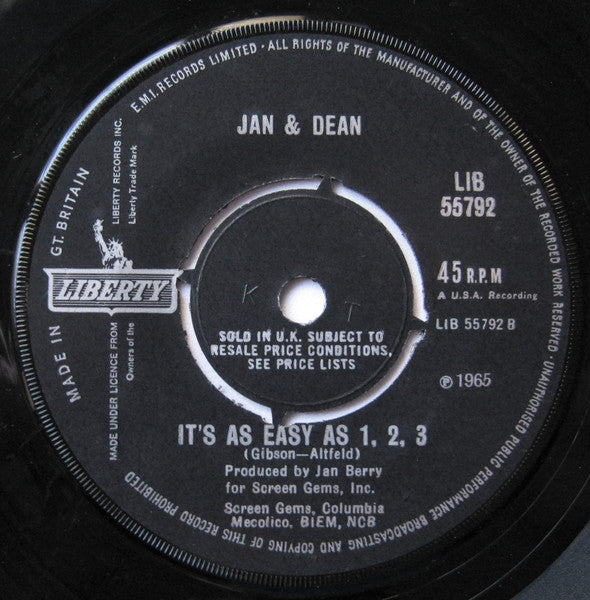 E.M.I. RECORDS LIMITED · ALL RIGHTS OF THE MANUFACTURER AND OF THE OWNER OF THE RECORDED WORK RESERVED · UNAUTHORISED PUBLIC PERFORMANCE BROADCASTING AND COPYING OF THIS RECORD PROHIBITED
MADE IN GT. BRITAIN
JAN & DEAN
LIB
55792
LIBERTY RECORDS INC.
Liberty Trade Mark
LIBERTY
MADE UNDER LICENCE FROM
Owners of the
45 R.P.M
A U.S.A. Recording
LIB 55792 B
K T
SOLD IN U.K. SUBJECT TO
RESALE PRICE CONDITIONS,
SEE PRICE LISTS
℗ 1965
IT'S AS EASY AS 1, 2, 3
(Gibson—Altfeld)
Produced by Jan Berry
for Screen Gems, Inc.
Screen Gems, Columbia
Mecolico, BIEM, NCB